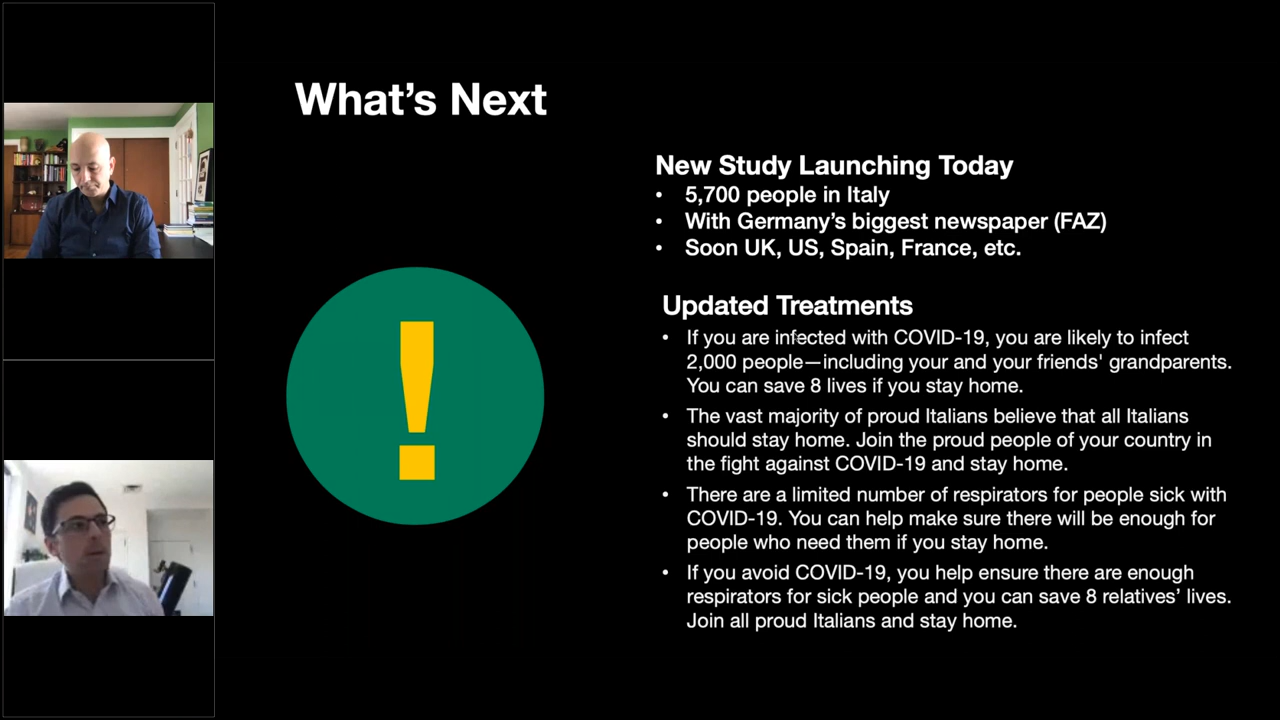 What’s Next
New Study Launching Today
• 5,700 people in Italy
• With Germany’s biggest newspaper (FAZ)
• Soon UK, US, Spain, France, etc.
!
Updated Treatments
• If you are infected with COVID-19, you are likely to infect
2,000 people—including your and your friends' grandparents.
You can save 8 lives if you stay home.
• The vast majority of proud Italians believe that all Italians
should stay home. Join the proud people of your country in
the fight against COVID-19 and stay home.
• There are a limited number of respirators for people sick with
COVID-19. You can help make sure there will be enough for
people who need them if you stay home.
• If you avoid COVID-19, you help ensure there are enough
respirators for sick people and you can save 8 relatives’ lives.
Join all proud Italians and stay home.